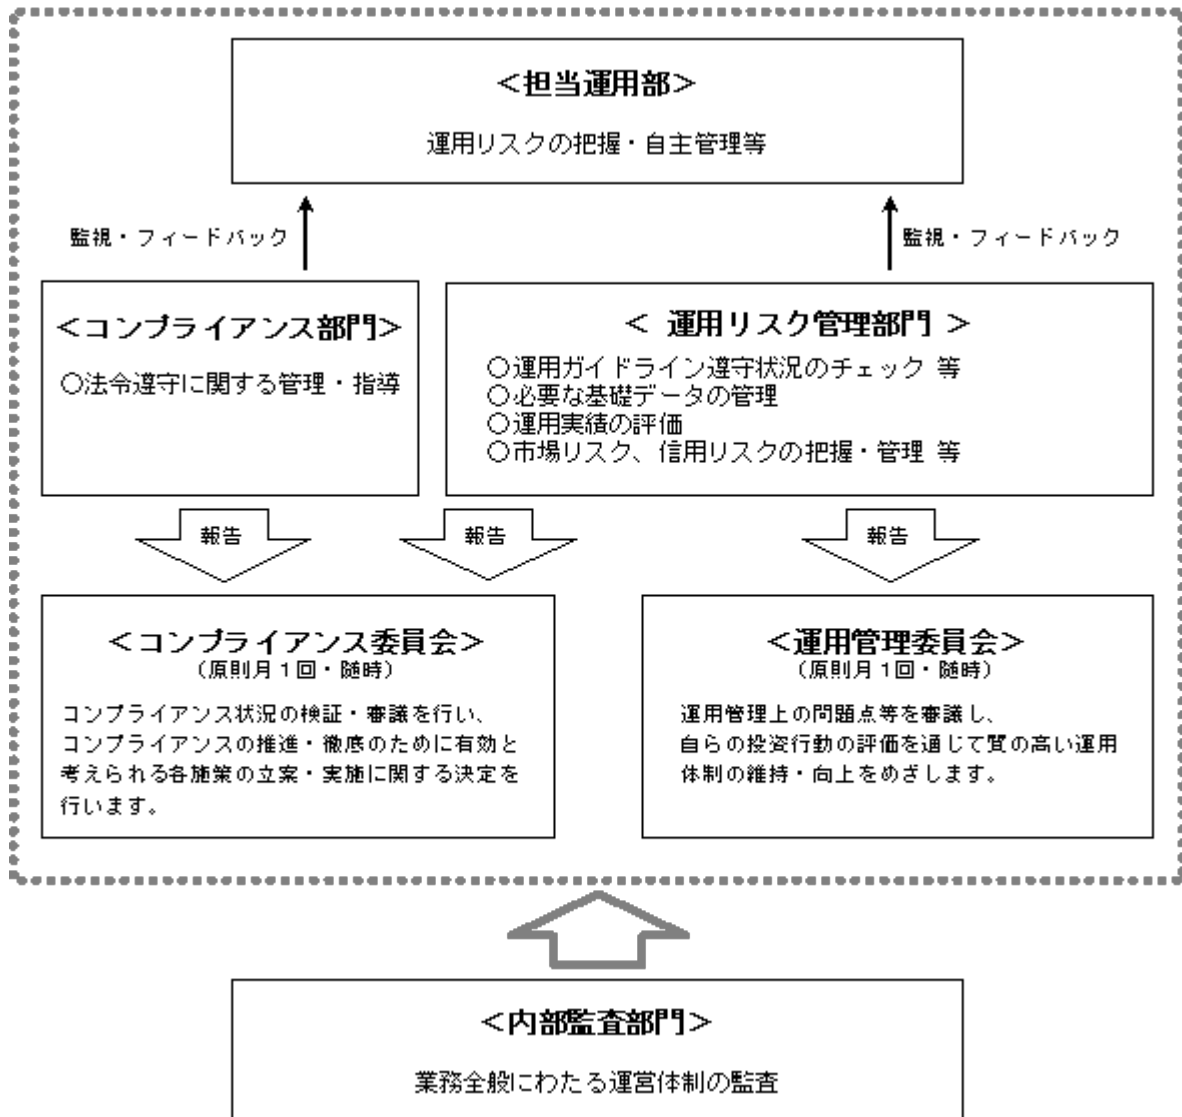 ＜担当運用部＞
運用リスクの把握・自主管理等
監視・フィードバック
監視・フィードバック
＜コンプライアンス部門＞
○法令遵守に関する管理・指導
＜ 運用リスク管理部門 ＞
○運用ガイドライン遵守状況のチェック 等
○必要な基礎データの管理
○運用実績の評価
○市場リスク、信用リスクの把握・管理 等
報告
報告
報告
＜コンプライアンス委員会＞
（原則月１回・随時）
コンプライアンス状況の検証・審議を行い、
コンプライアンスの推進・徹底のために有効と
考えられる各施策の立案・実施に関する決定を
行います。
＜運用管理委員会＞
（原則月１回・随時）
運用管理上の問題点等を審議し、
自らの投資行動の評価を通じて質の高い運用
体制の維持・向上をめざします。
＜内部監査部門＞
業務全般にわたる運営体制の監査